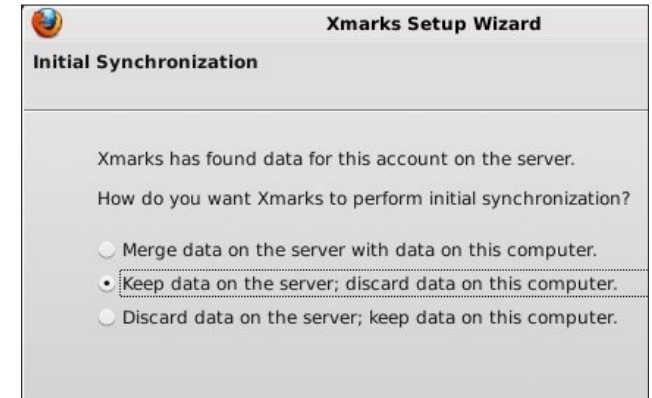 Xmarks Setup Wizard
Initial Synchronization
Xmarks has found data for this account on the server.
How do you want Xmarks to perform initial synchronization?
Merge data on the server with data on this computer.
Keep data on the server; discard data on this computer.
Discard data on the server; keep data on this computer.